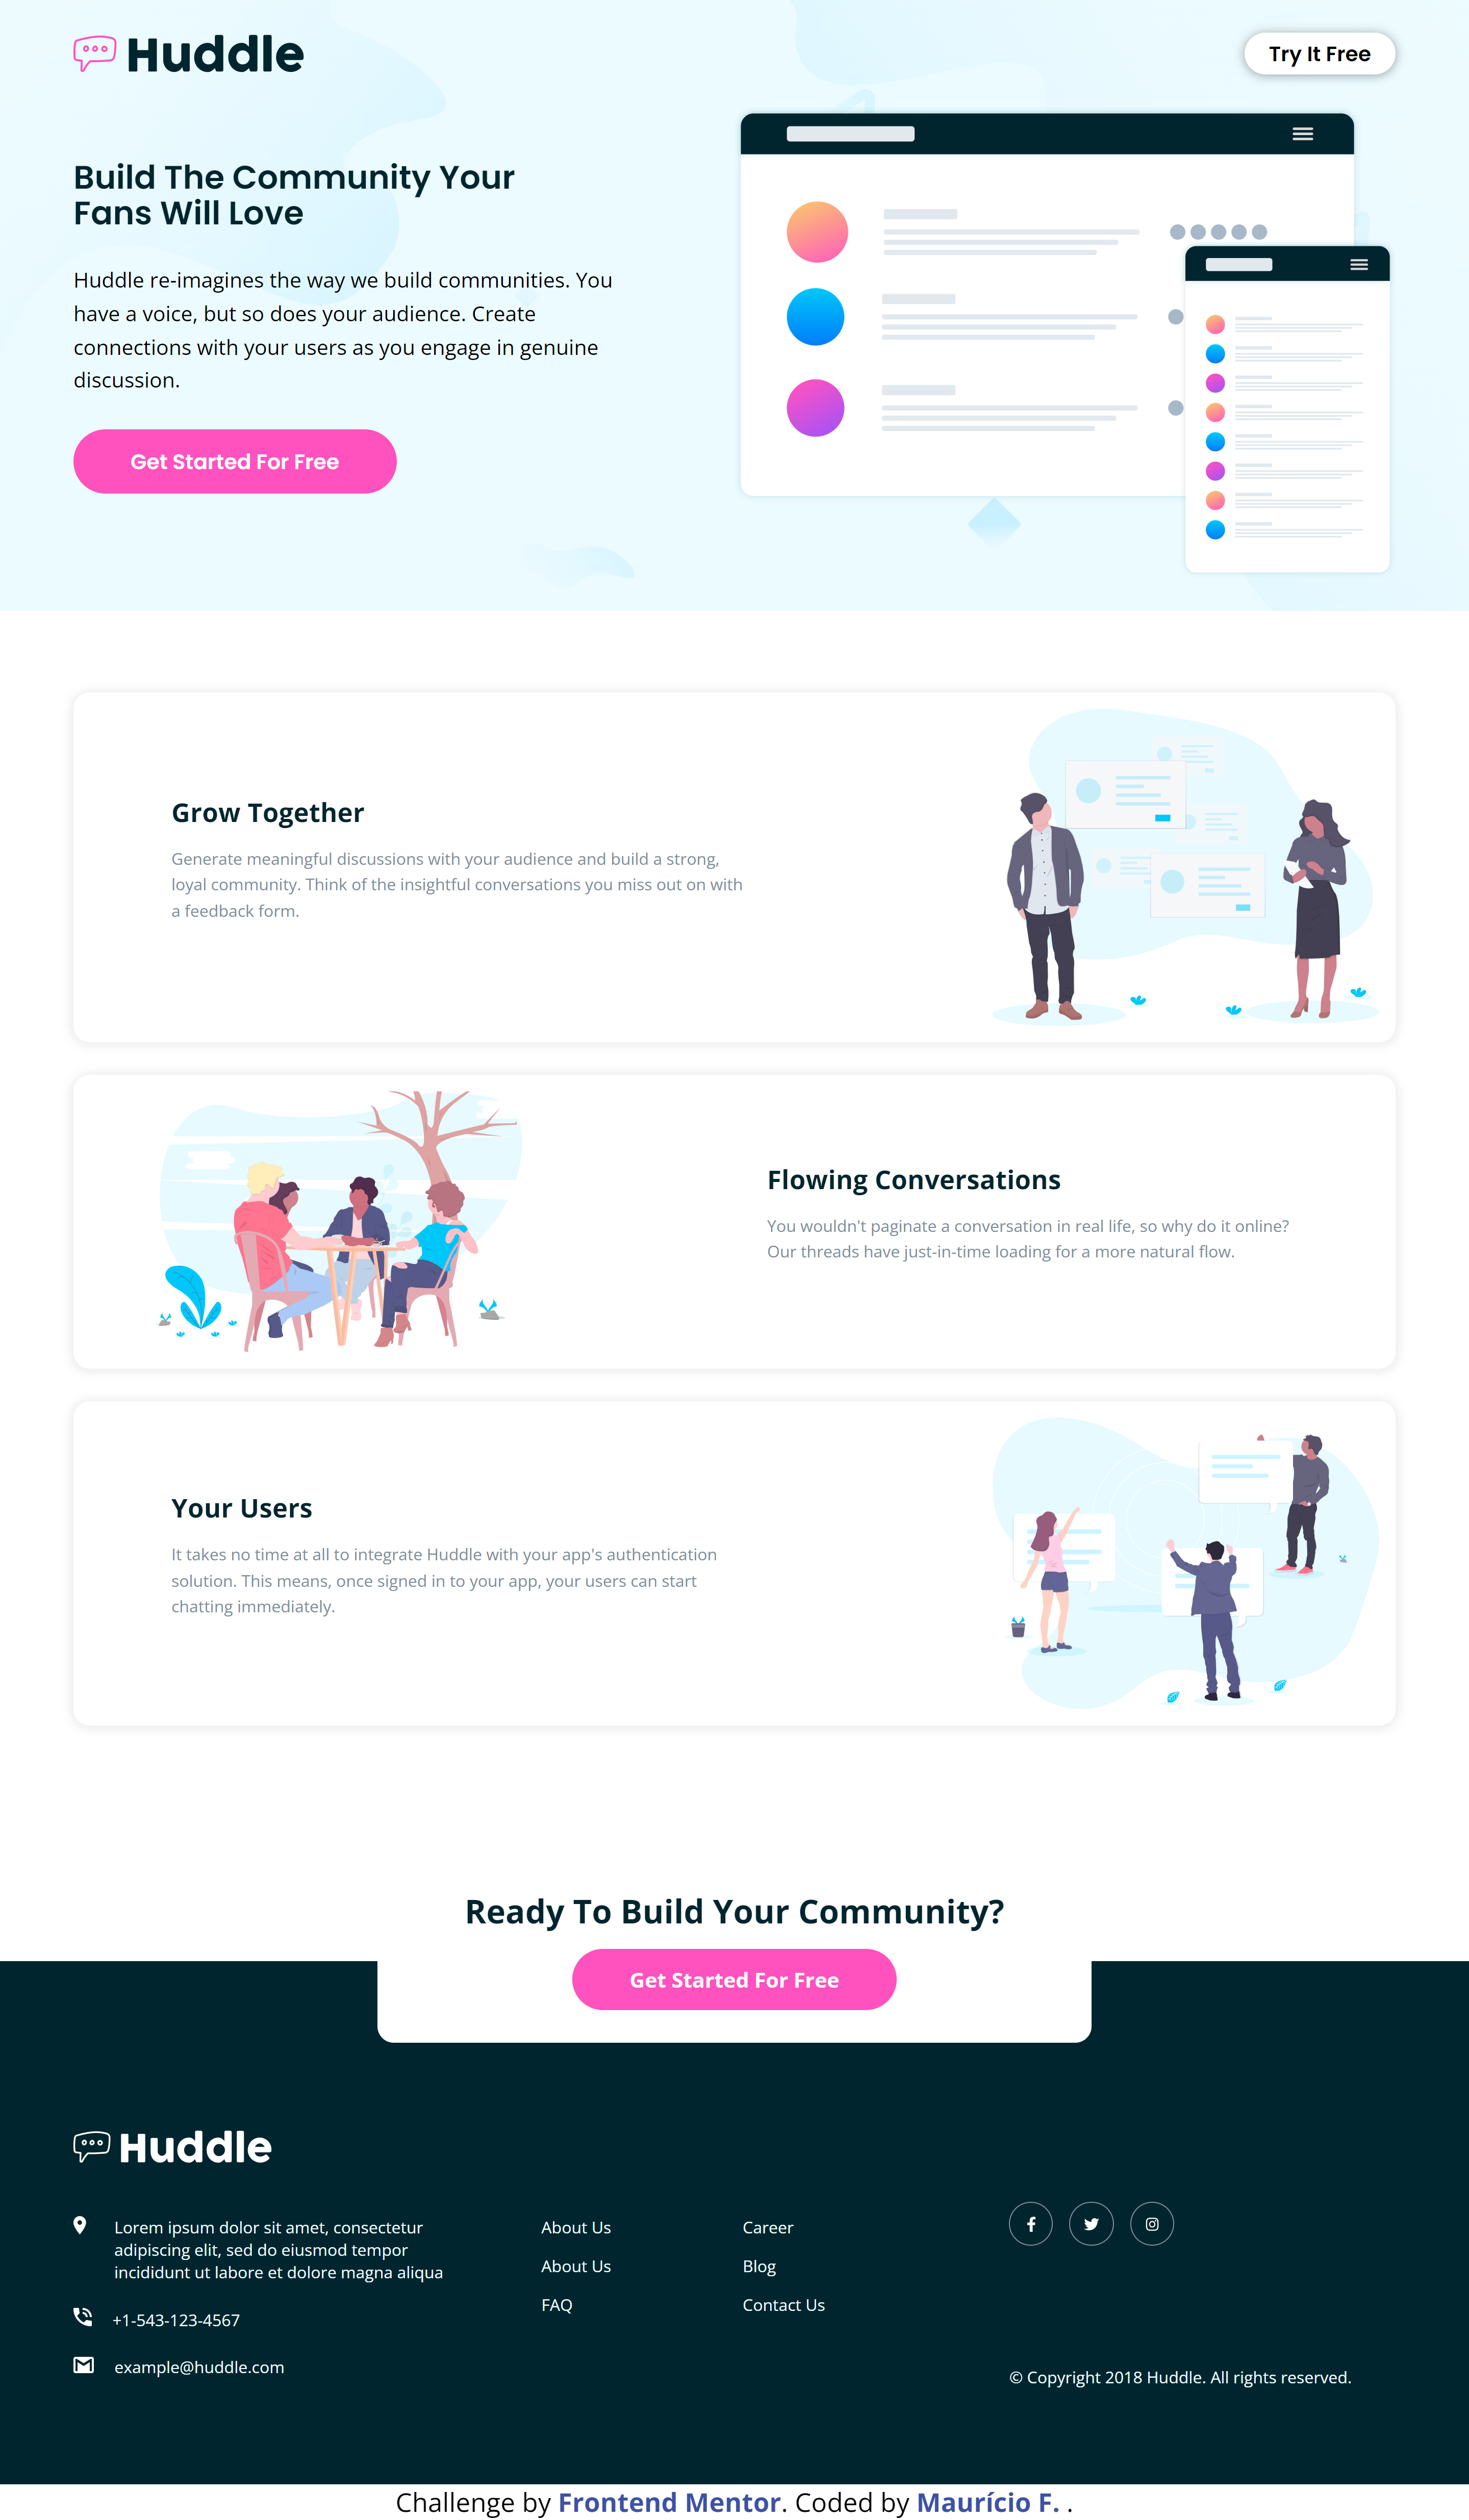 Huddle
Try It Free
Build The Community Your
Fans Will Love
Huddle re-imagines the way we build communities. You
have a voice, but so does your audience. Create
connections with your users as you engage in genuine
discussion.
Get Started For Free
Grow Together
Generate meaningful discussions with your audience and build a strong,
loyal community. Think of the insightful conversations you miss out on with
a feedback form.
Flowing Conversations
You wouldn't paginate a conversation in real life, so why do it online?
Our threads have just-in-time loading for a more natural flow.
Your Users
It takes no time at all to integrate Huddle with your app's authentication
solution. This means, once signed in to your app, your users can start
chatting immediately.
Ready To Build Your Community?
Get Started For Free
Huddle
Lorem ipsum dolor sit amet, consectetur
adipiscing elit, sed do eiusmod tempor
incididunt ut labore et dolore magna aliqua
+1-543-123-4567
example@huddle.com
About Us
About Us
FAQ
Career
Blog
Contact Us
© Copyright 2018 Huddle. All rights reserved.
Challenge by Frontend Mentor. Coded by Maurício F. .